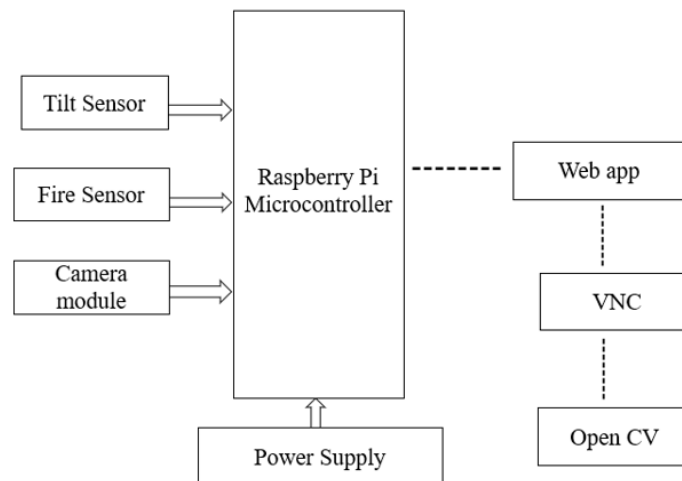 Tilt Sensor
Fire Sensor
Camera
module
Raspberry Pi
Microcontroller
Power Supply
Web app
VNC
Open CV